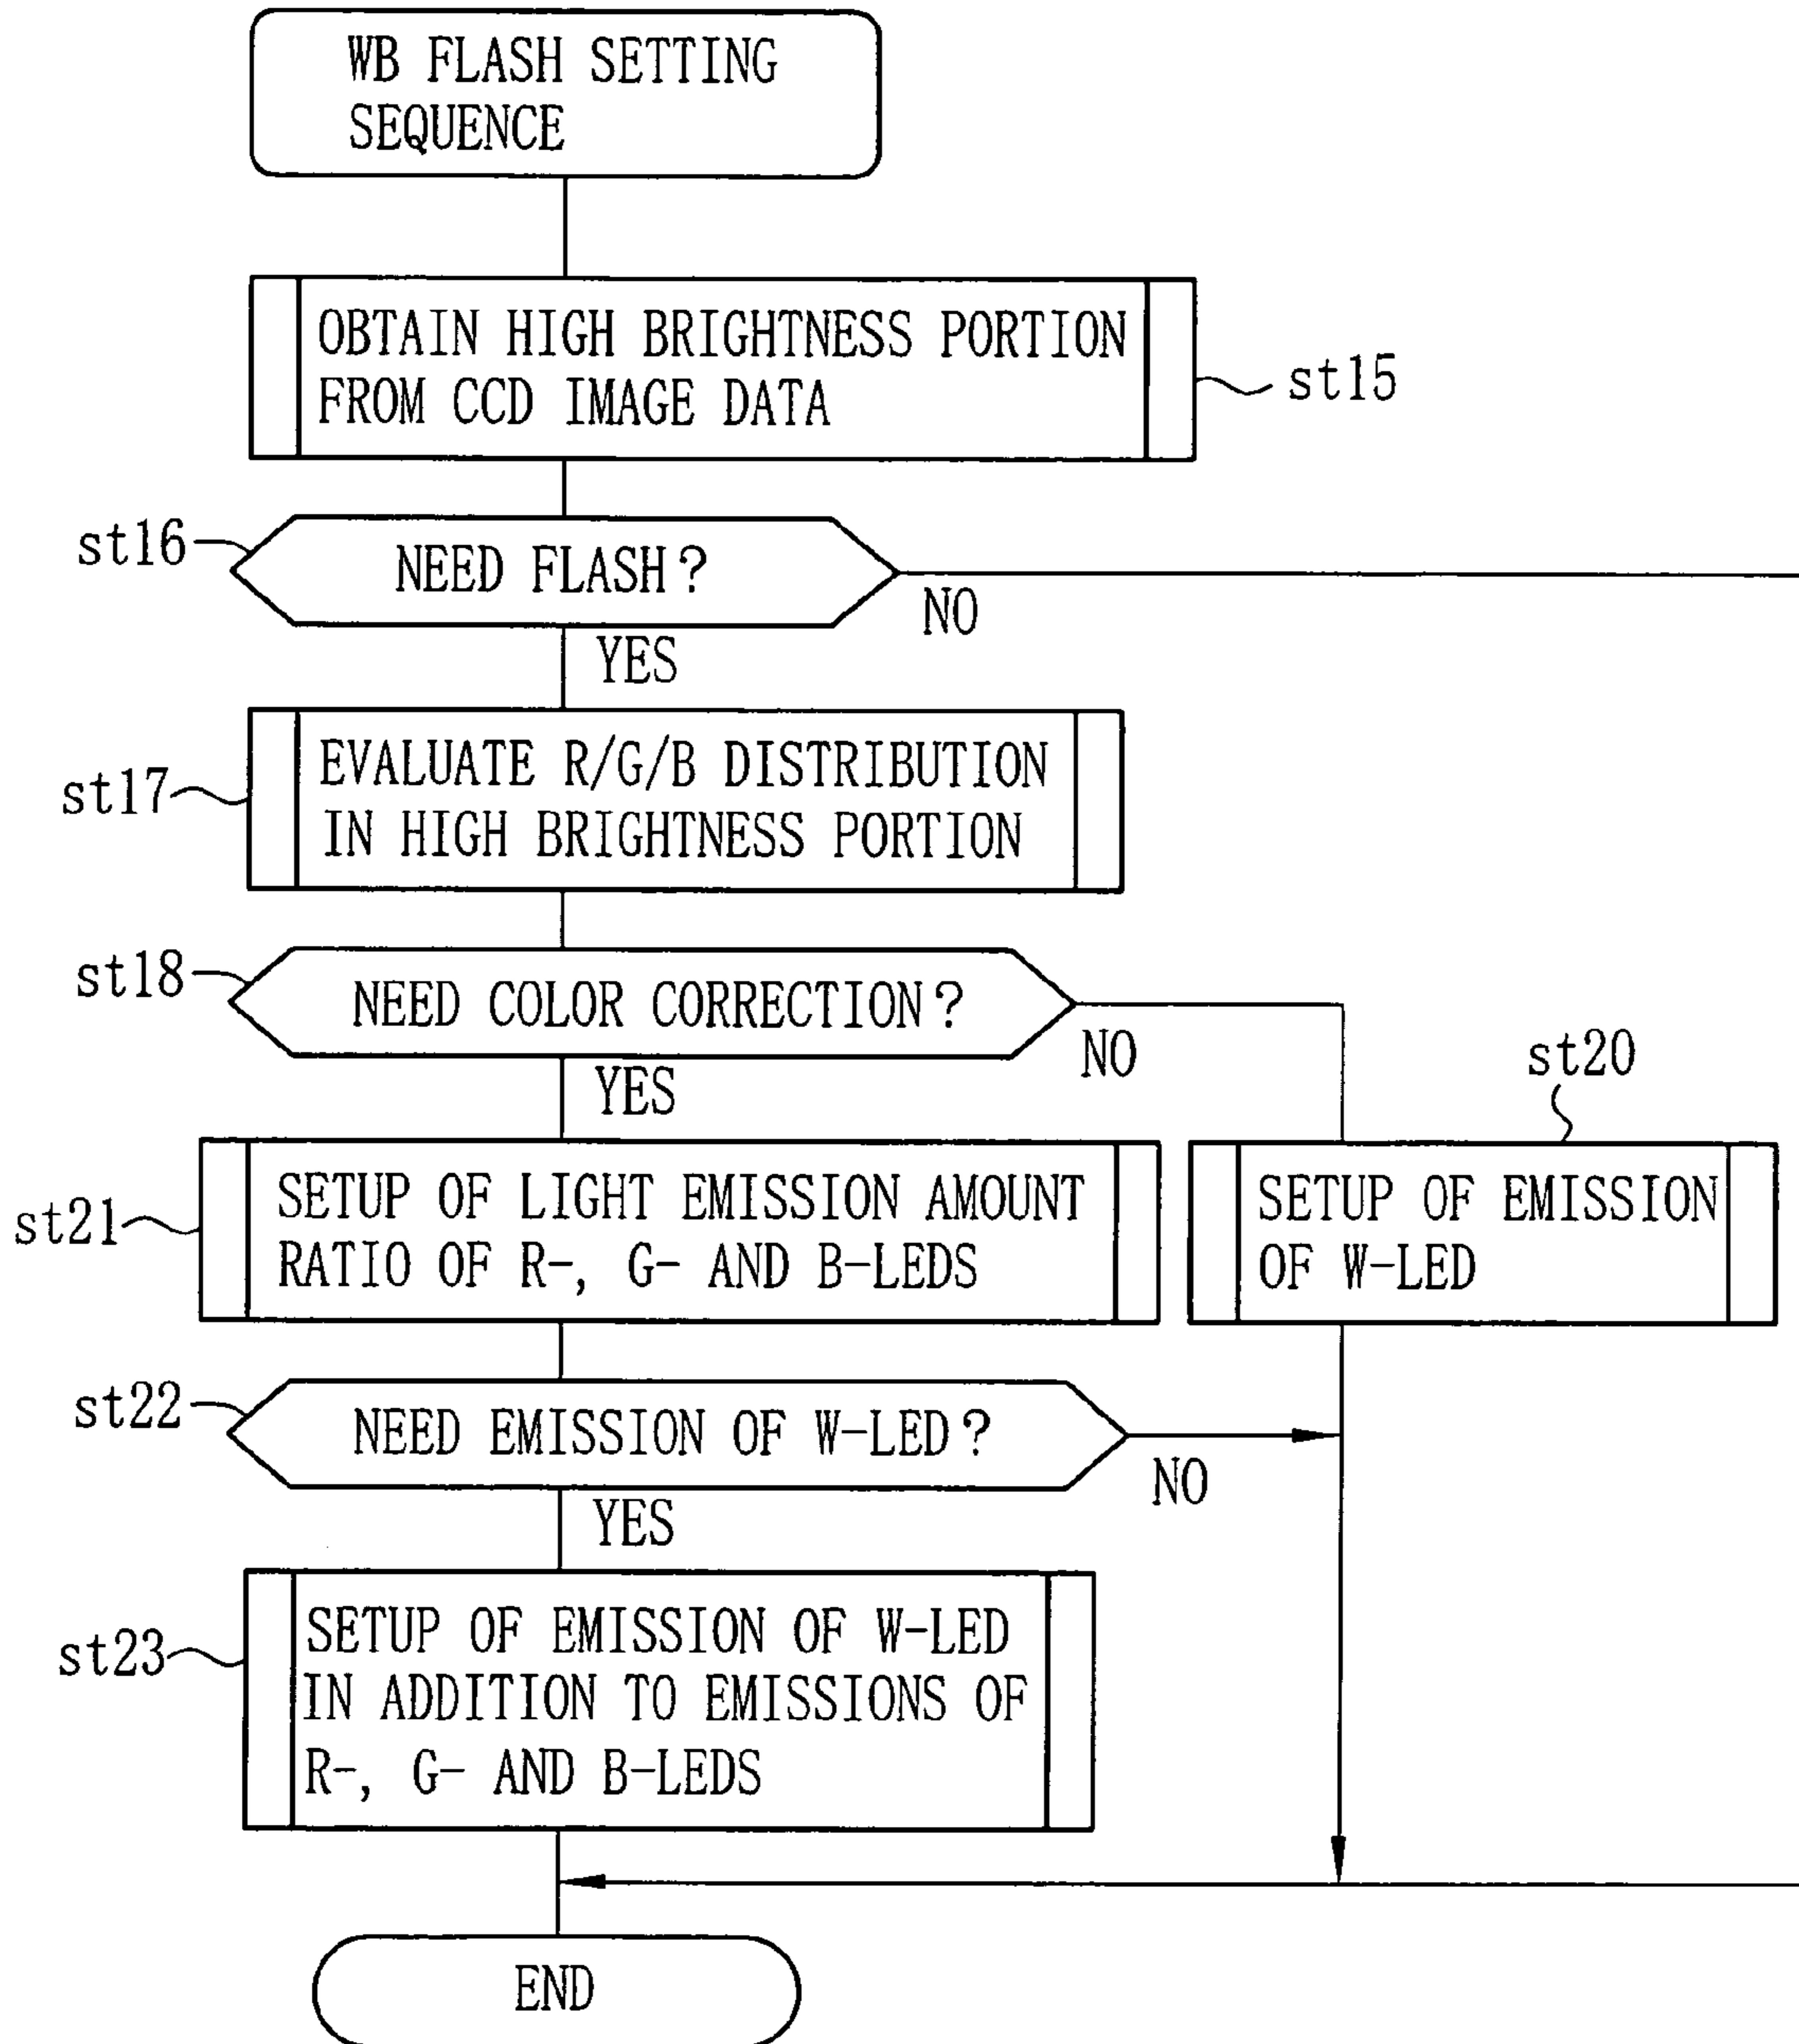 WB FLASH SETTING
SEQUENCE
OBTAIN HIGH BRIGHTNESS PORTION
FROM CCD IMAGE DATA
st15
st16
NEED FLASH?
NO
YES
st17
EVALUATE R/G/B DISTRIBUTION
IN HIGH BRIGHTNESS PORTION
st18
NEED COLOR CORRECTION?
NO
YES
st20
st21
SETUP OF LIGHT EMISSION AMOUNT
RATIO OF R-, G- AND B-LEDS
SETUP OF EMISSION
OF W-LED
st22
NEED EMISSION OF W-LED?
NO
YES
st23
SETUP OF EMISSION OF W-LED
IN ADDITION TO EMISSIONS OF
R-, G- AND B-LEDS
END